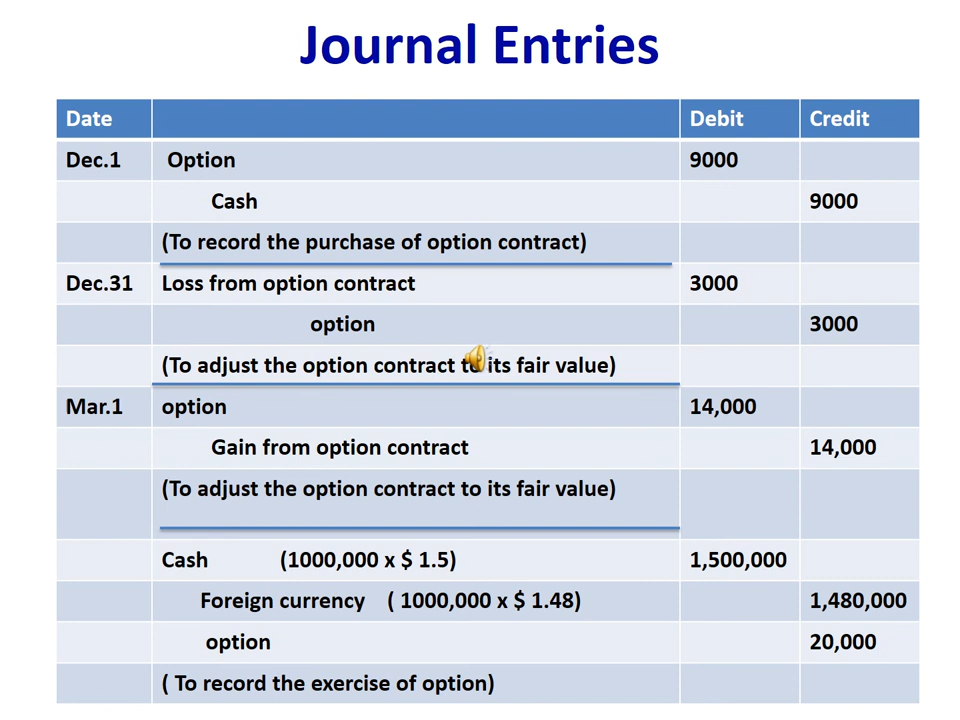 Journal Entries
Date Debit Credit
Dec.1 Option 9000
Cash 9000
(To record the purchase of option contract)
Dec.31 Loss from option contract 3000
option 3000
(To adjust the option contract to its fair value)
Mar.1 option 14,000
Gain from option contract 14,000
(To adjust the option contract to its fair value)
Cash (1000,000 x $ 1.5) 1,500,000
Foreign currency ( 1000,000 x $ 1.48) 1,480,000
option 20,000
( To record the exercise of option)